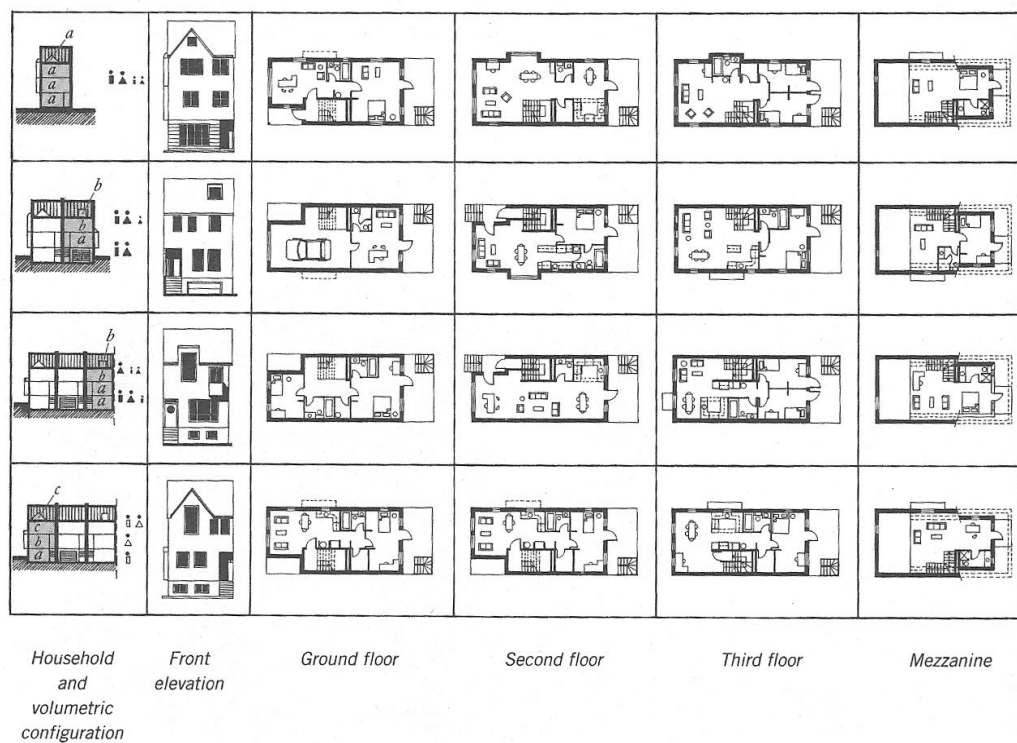 a
a
a
a
b
b
a
b
b
a
a
c
c
b
a
Household
and
volumetric
configuration
Front
elevation
Ground floor
Second floor
Third floor
Mezzanine